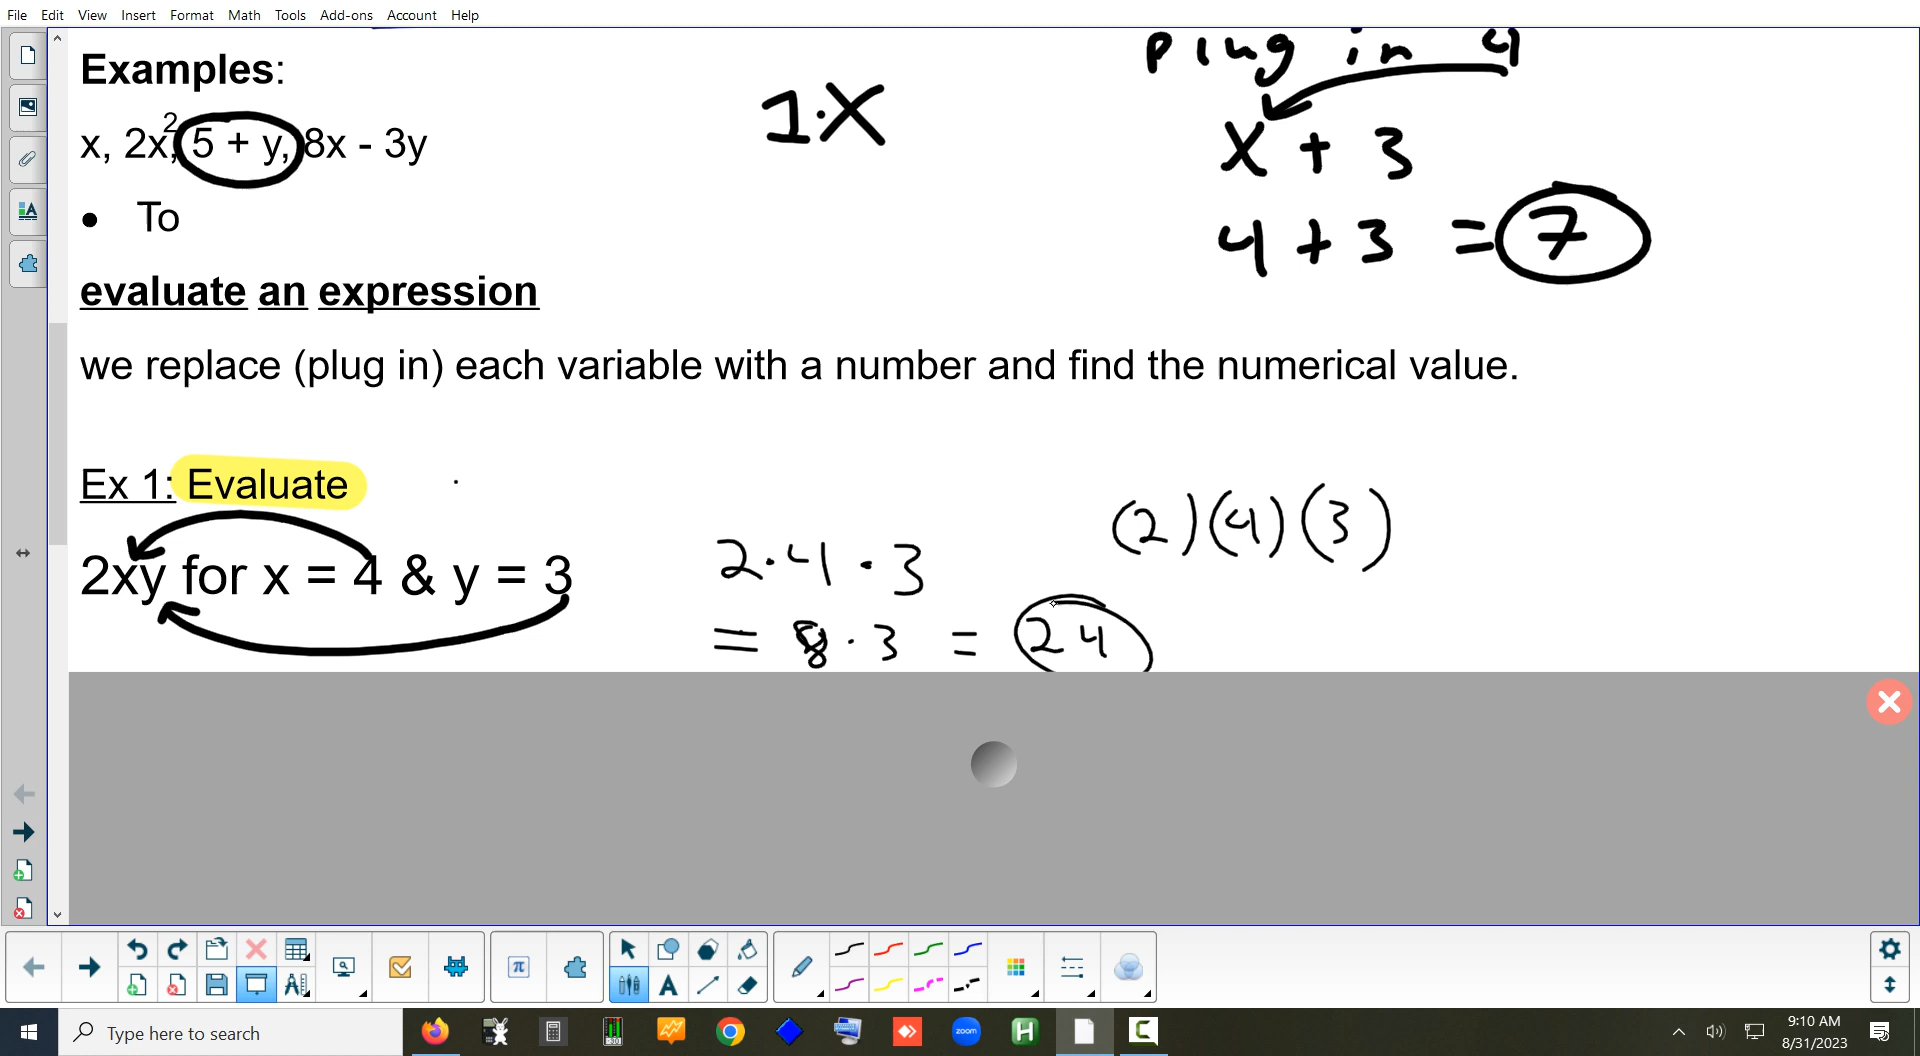 File Edit View Insert Format Math Tools Add-ons Account Help
plug in 4
Examples:
1·x
x, 2x², 5 + y, 8x - 3y
x + 3
• To
4 + 3 = 7
evaluate an expression
we replace (plug in) each variable with a number and find the numerical value.
Ex 1: Evaluate
(2)(4)(3)
2xy for x = 4 & y = 3
2·4·3
= 8·3 = 24
π
A
zoom
H
C
Type here to search
9:10 AM
8/31/2023